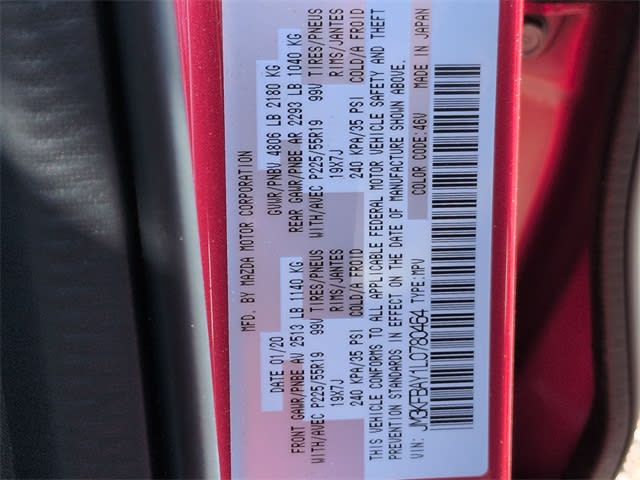 MFD. BY MAZDA MOTOR CORPORATION
DATE 01/20 GVWR/PNBV 4806 LB 2180 KG
FRONT GAWR/PNBE AV 2513 LB 1140 KG REAR GAWR/PNBE AR 2293 LB 1040 KG
WITH/AVEC P225/55R19 99V TIRES/PNEUS WITH/AVEC P225/55R19 99V TIRES/PNEUS
19X7J RIMS/JANTES 19X7J RIMS/JANTES
240 KPA/35 PSI COLD/A FROID 240 KPA/35 PSI COLD/A FROID
THIS VEHICLE CONFORMS TO ALL APPLICABLE FEDERAL MOTOR VEHICLE SAFETY AND THEFT
PREVENTION STANDARDS IN EFFECT ON THE DATE OF MANUFACTURE SHOWN ABOVE.
VIN: JM3KFBAY1L0780464 TYPE:MPV COLOR CODE:46V MADE IN JAPAN